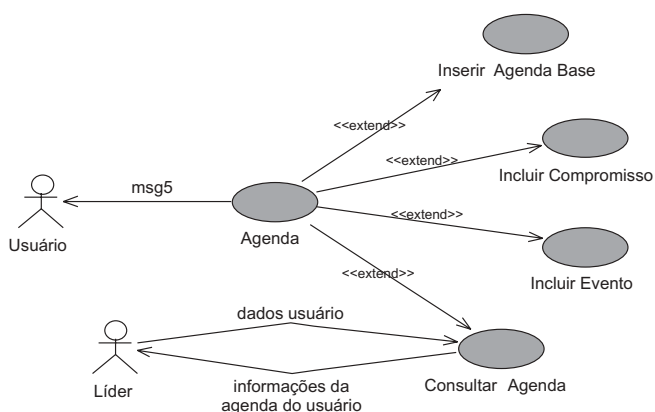 Inserir Agenda Base
<<extend>>
<<extend>>
Incluir Compromisso
msg5
Usuário
Agenda
<<extend>>
Incluir Evento
<<extend>>
dados usuário
Líder
informações da
agenda do usuário
Consultar Agenda